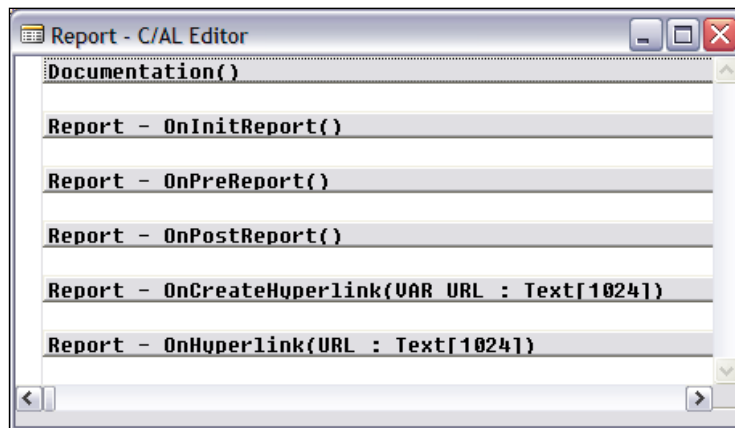 Report - C/AL Editor
Documentation()
Report - OnInitReport()
Report - OnPreReport()
Report - OnPostReport()
Report - OnCreateHyperlink(VAR URL : Text[1024])
Report - OnHyperlink(URL : Text[1024])